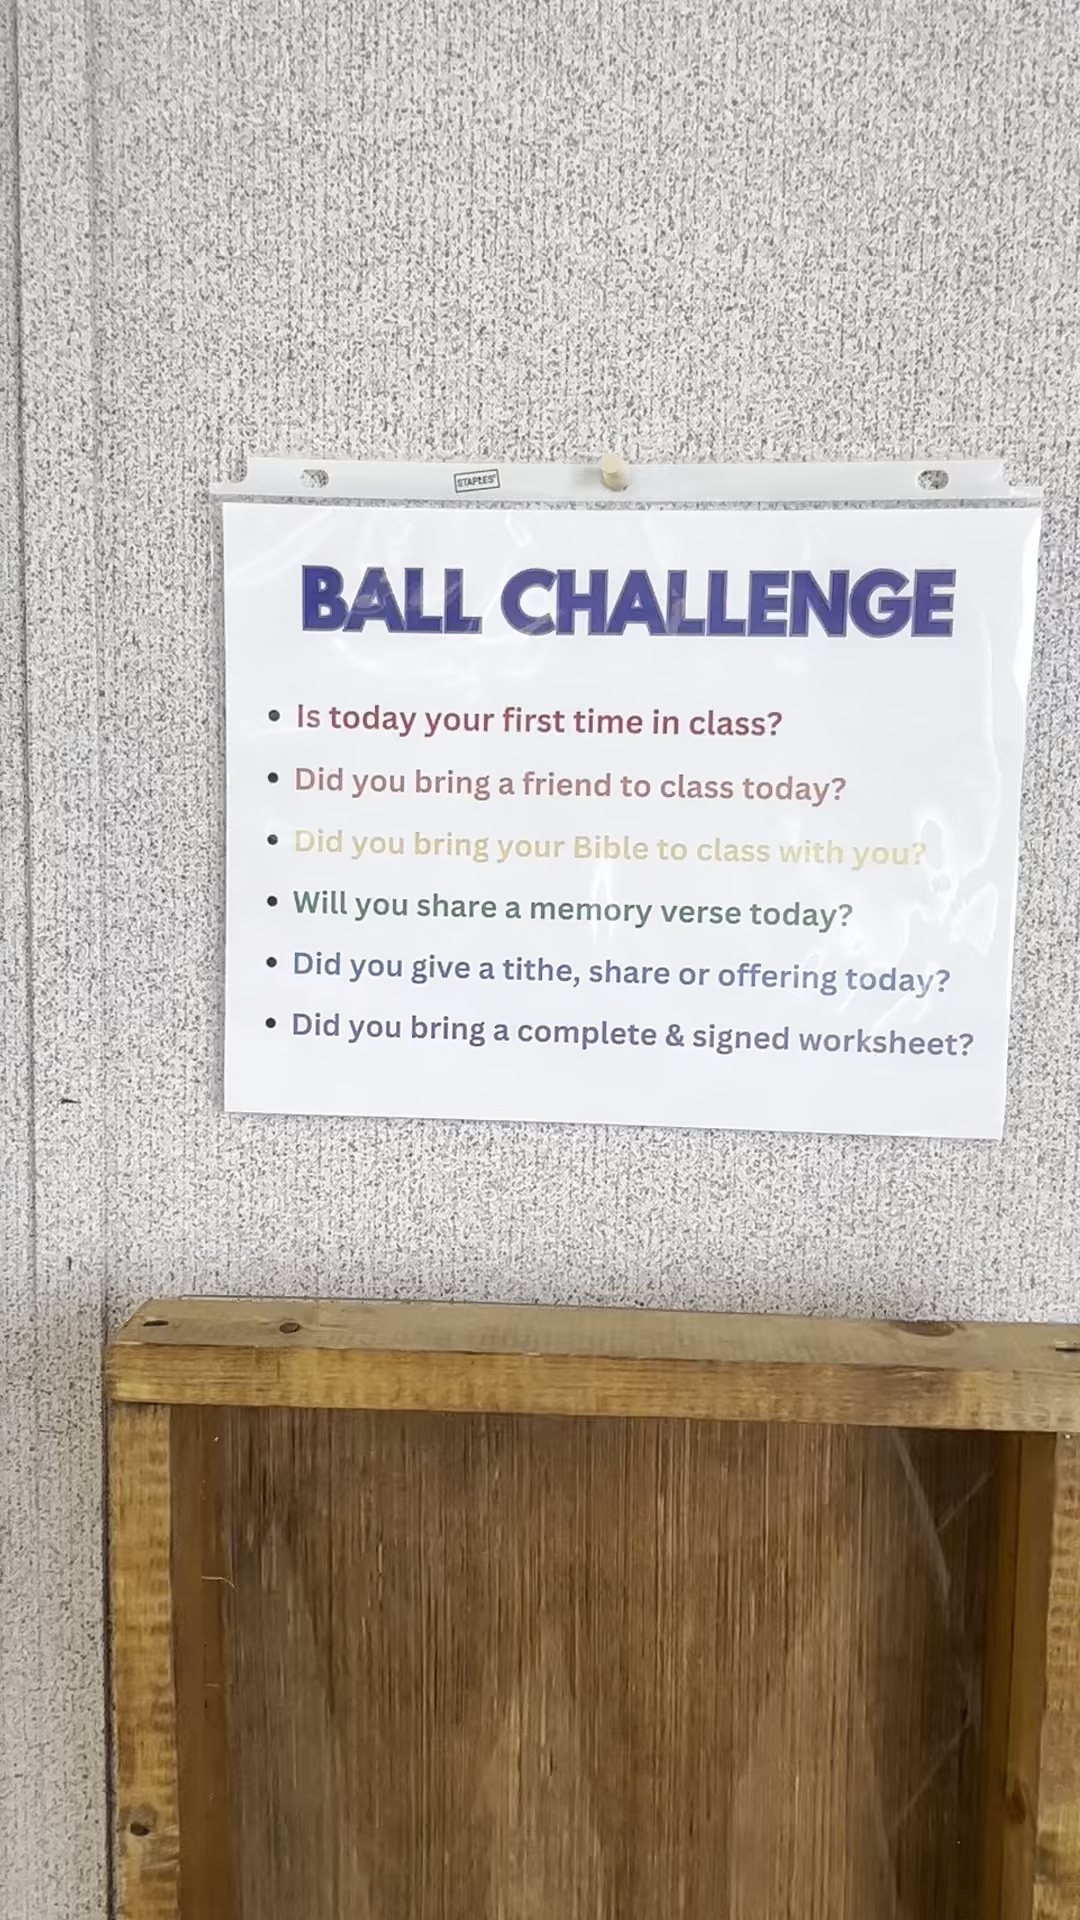 STAPLES
BALL CHALLENGE
• Is today your first time in class?
• Did you bring a friend to class today?
• Did you bring your Bible to class with you?
• Will you share a memory verse today?
• Did you give a tithe, share or offering today?
• Did you bring a complete & signed worksheet?